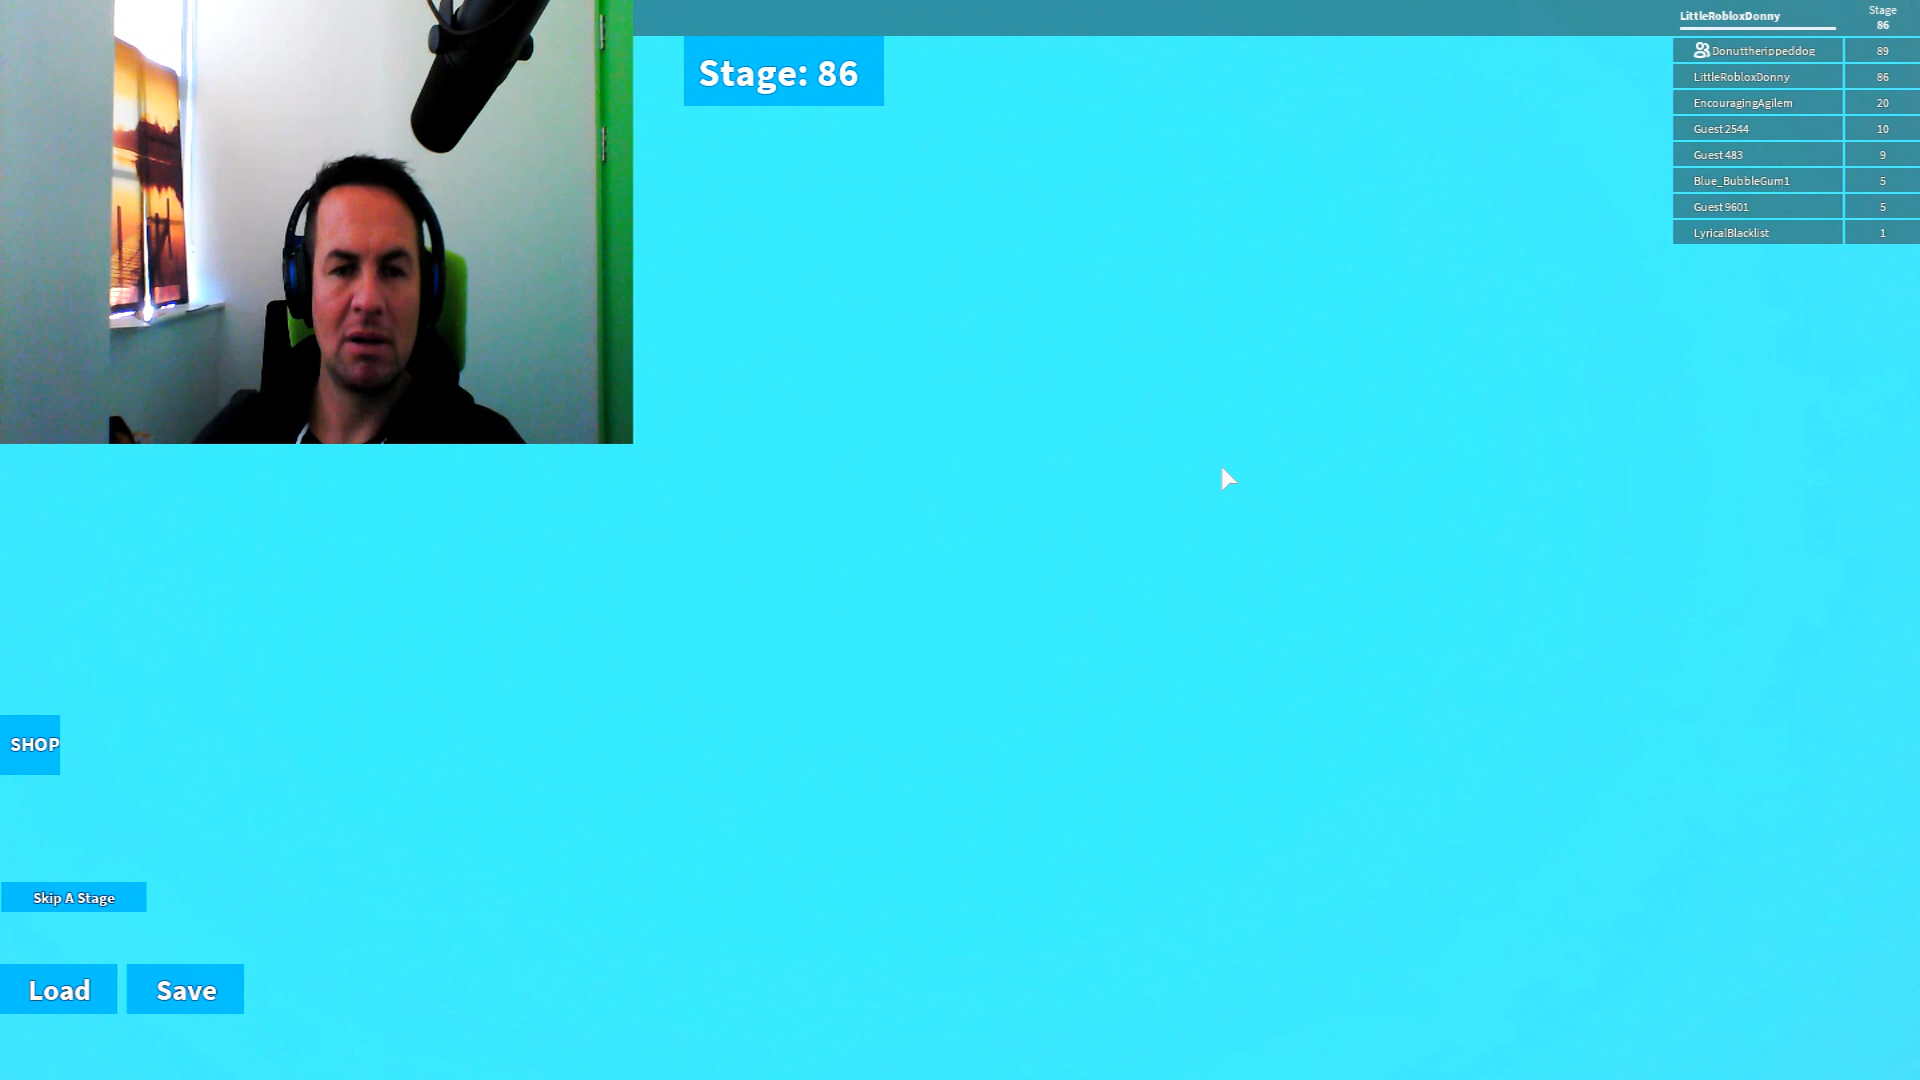 LittleRobloxDonny
Stage
86
Stage: 86
Donuttherippeddog 89
LittleRobloxDonny 86
EncouragingAgilem 20
Guest 2544 10
Guest 483 9
Blue_BubbleGum1 5
Guest 9601 5
LyricalBlacklist 1
SHOP
Skip A Stage
Load Save